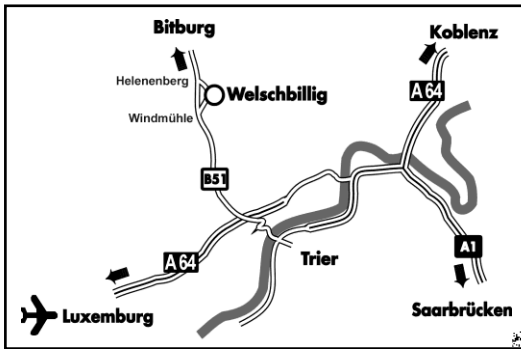 Bitburg
Koblenz
Helenenberg
Welschbillig
A 64
Windmühle
B51
A1
A 64
Trier
Luxemburg
Saarbrücken